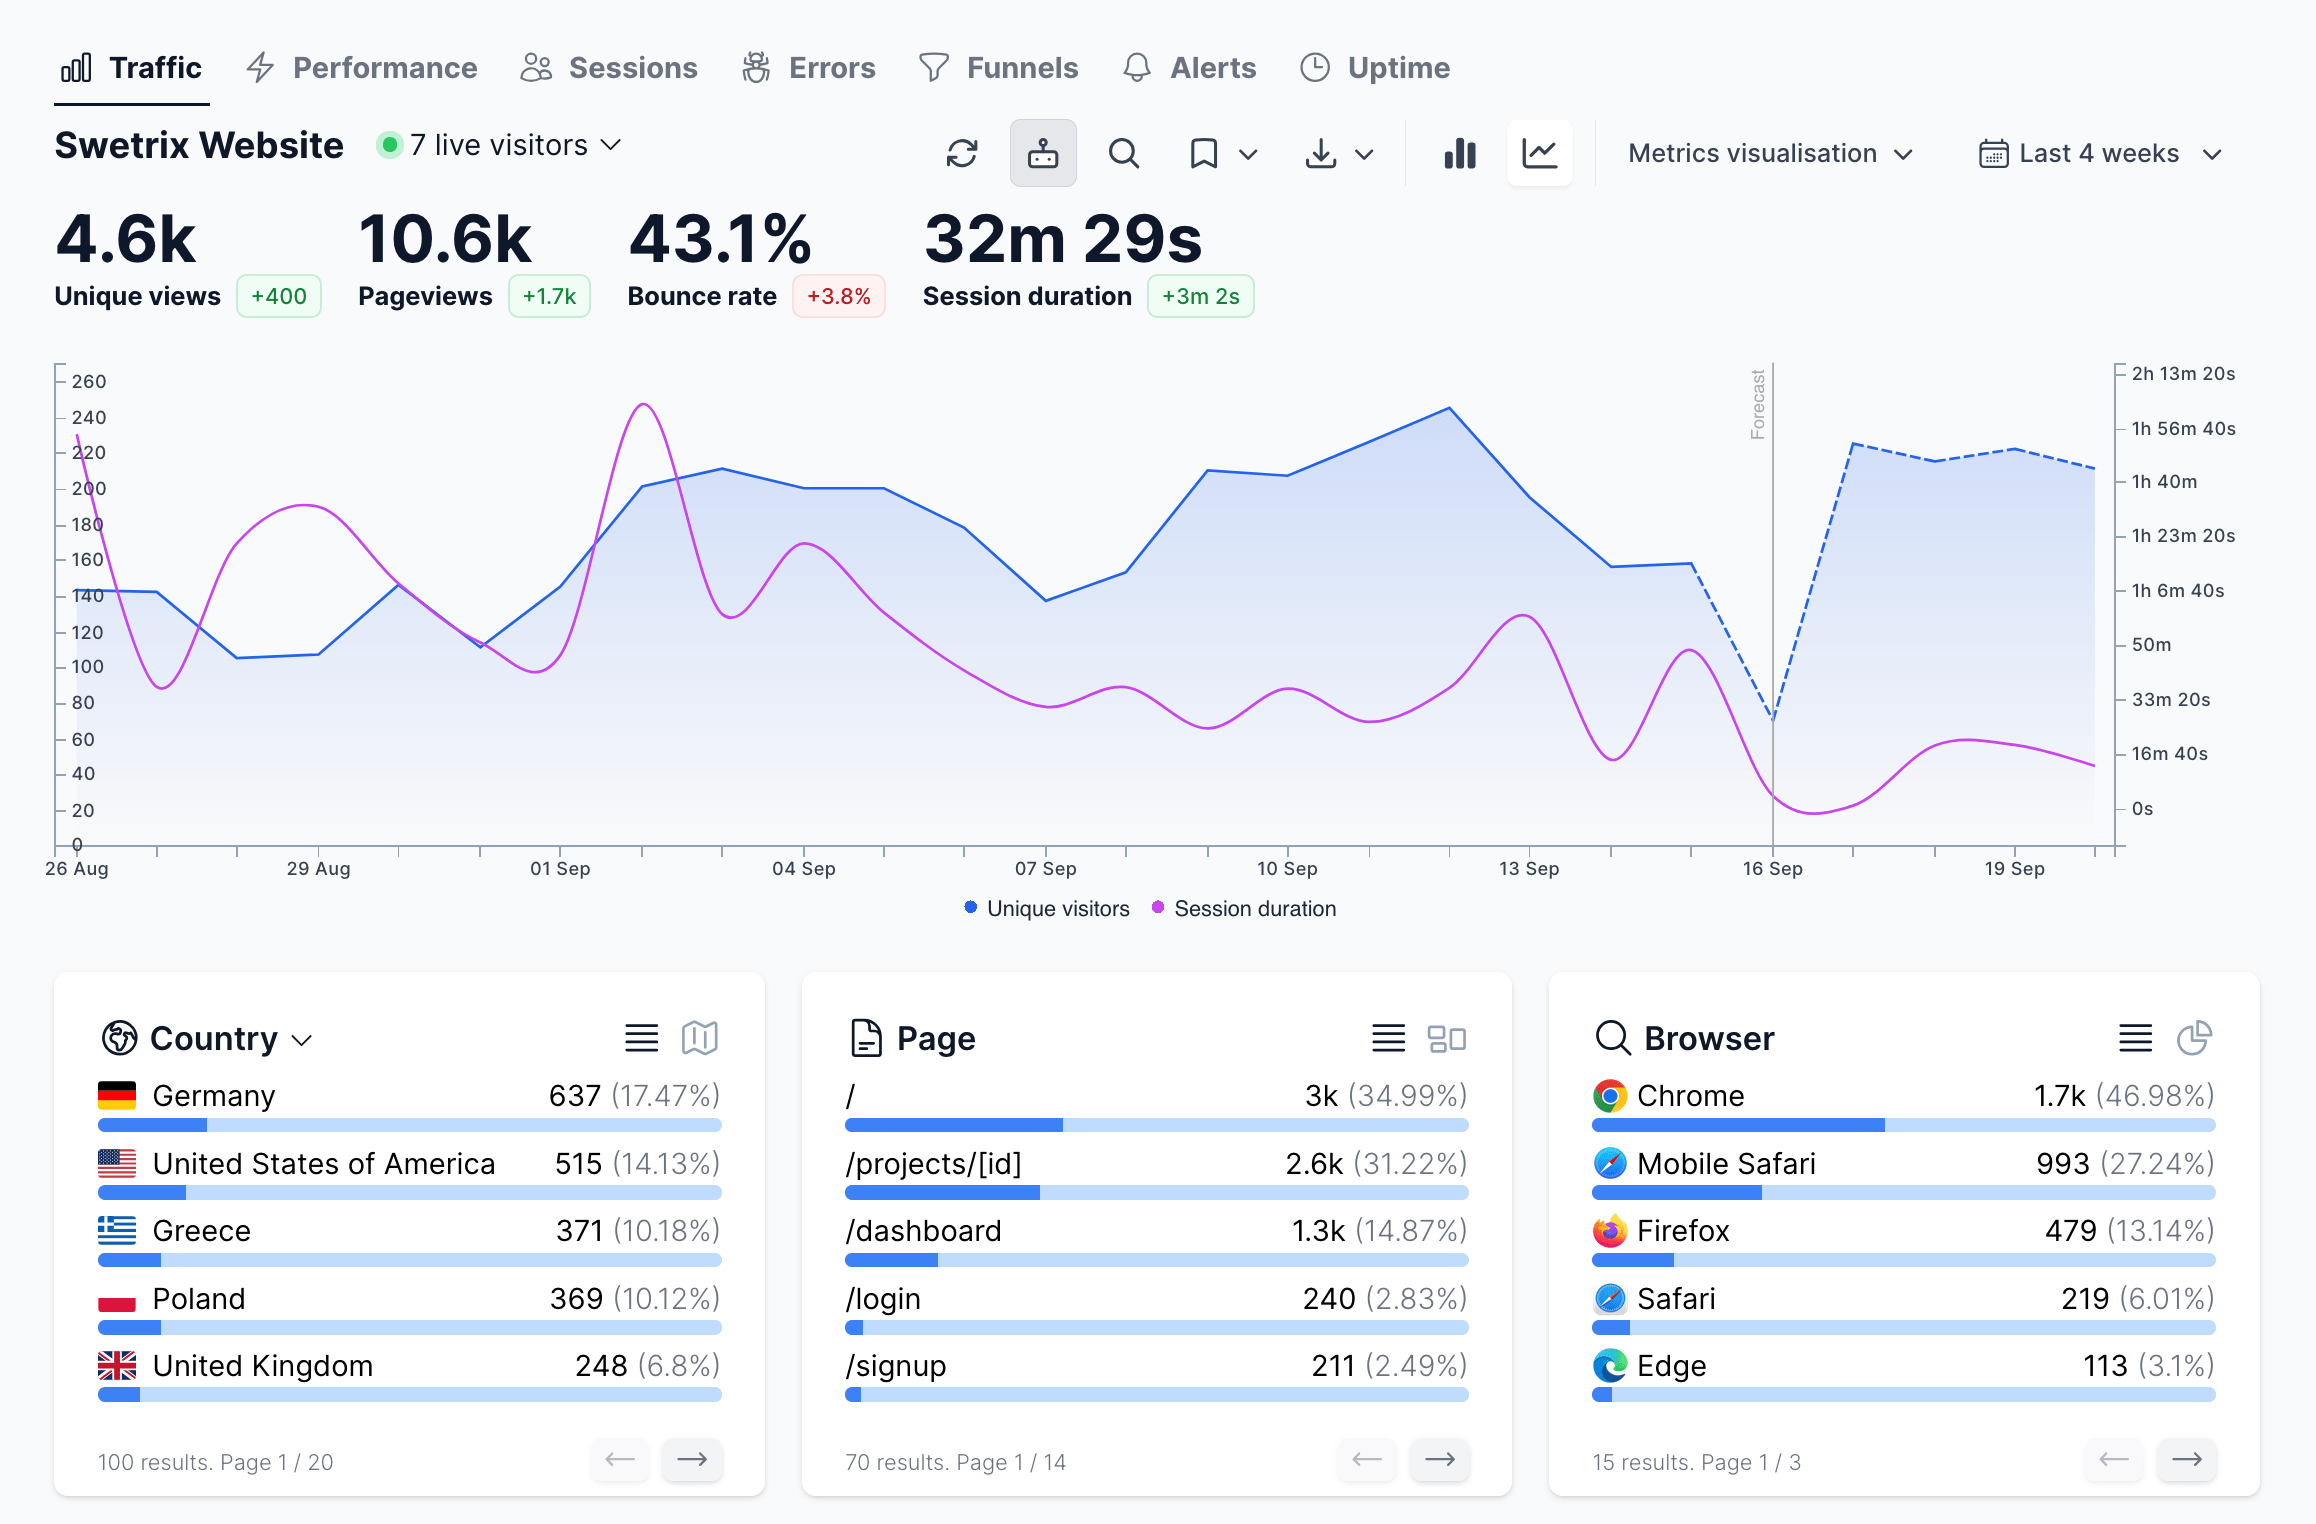 Traffic Performance Sessions Errors Funnels Alerts Uptime
Swetrix Website 7 live visitors Metrics visualisation Last 4 weeks
4.6k 10.6k 43.1% 32m 29s
Unique views +400 Pageviews +1.7k Bounce rate +3.8% Session duration +3m 2s
260
240
220
200
180
160
140
120
100
80
60
40
20
0
Forecast
2h 13m 20s
1h 56m 40s
1h 40m
1h 23m 20s
1h 6m 40s
50m
33m 20s
16m 40s
0s
26 Aug 29 Aug 01 Sep 04 Sep 07 Sep 10 Sep 13 Sep 16 Sep 19 Sep
Unique visitors Session duration
Country
Germany 637 (17.47%)
United States of America 515 (14.13%)
Greece 371 (10.18%)
Poland 369 (10.12%)
United Kingdom 248 (6.8%)
100 results. Page 1 / 20
Page
/ 3k (34.99%)
/projects/[id] 2.6k (31.22%)
/dashboard 1.3k (14.87%)
/login 240 (2.83%)
/signup 211 (2.49%)
70 results. Page 1 / 14
Browser
Chrome 1.7k (46.98%)
Mobile Safari 993 (27.24%)
Firefox 479 (13.14%)
Safari 219 (6.01%)
Edge 113 (3.1%)
15 results. Page 1 / 3